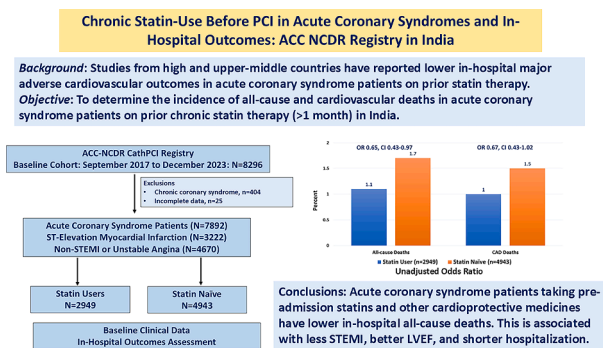 Chronic Statin-Use Before PCI in Acute Coronary Syndromes and In-
Hospital Outcomes: ACC NCDR Registry in India
Background: Studies from high and upper-middle countries have reported lower in-hospital major
adverse cardiovascular outcomes in acute coronary syndrome patients on prior statin therapy.
Objective: To determine the incidence of all-cause and cardiovascular deaths in acute coronary
syndrome patients on prior chronic statin therapy (>1 month) in India.
ACC-NCDR CathPCI Registry
Baseline Cohort: September 2017 to December 2023: N=8296
Exclusions
• Chronic coronary syndrome, n=404
• Incomplete data, n=25
Acute Coronary Syndrome Patients (N=7892)
ST-Elevation Myocardial Infarction (N=3222)
Non-STEMI or Unstable Angina (N=4670)
Statin Users
N=2949
Statin Naïve
N=4943
Baseline Clinical Data
In-Hospital Outcomes Assessment
OR 0.65, CI 0.43-0.97
OR 0.67, CI 0.43-1.02
Percent
2
1.5
1
0.5
0
1.1
1.7
1
1.5
All-cause Deaths
CAD Deaths
Statin User (n=2949)
Statin Naïve (n=4943)
Unadjusted Odds Ratio
Conclusions: Acute coronary syndrome patients taking pre-
admission statins and other cardioprotective medicines
have lower in-hospital all-cause deaths. This is associated
with less STEMI, better LVEF, and shorter hospitalization.